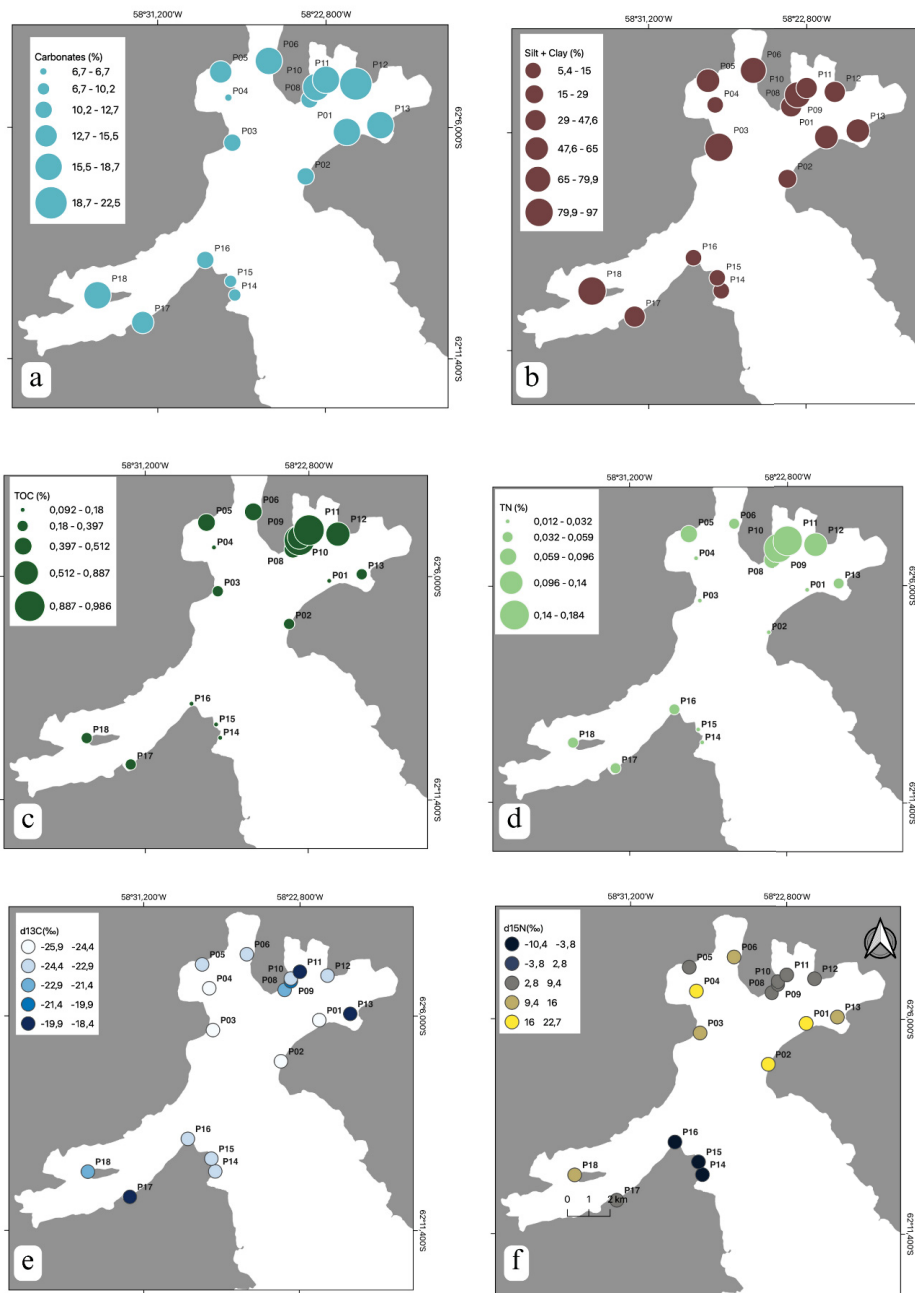 58°31,200'W 58°22,800'W
Carbonates (%)
6,7 - 6,7
6,7 - 10,2
10,2 - 12,7
12,7 - 15,5
15,5 - 18,7
18,7 - 22,5
P05 P06 P10 P11 P12
P04 P08
P03 P01 P13
P02
P16
P15
P18 P14
P17
62°6,000'S
62°11,400'S
a
58°31,200'W 58°22,800'W
Silt + Clay (%)
5,4 – 15
15 – 29
29 – 47,6
47,6 – 65
65 – 79,9
79,9 – 97
P05 P06 P10 P11 P12
P04 P08 P09
P03 P01 P13
P02
P16
P15
P18 P14
P17
62°6,000'S
62°11,400'S
b
58°31,200'W 58°22,800'W
TOC (%)
0,092 – 0,18
0,18 - 0,397
0,397 - 0,512
0,512 - 0,887
0,887 - 0,986
P05 P06 P09 P11 P12
P04 P08 P10
P03 P01 P13
P02
P16
P15
P18 P14
P17
62°6,000'S
62°11,400'S
c
58°31,200'W 58°22,800'W
TN (%)
0,012 – 0,032
0,032 – 0,059
0,059 – 0,096
0,096 – 0,14
0,14 – 0,184
P05 P06 P10 P11 P12
P04 P08 P09
P03 P01 P13
P02
P16
P15
P18 P14
P17
62°6,000'S
62°11,400'S
d
58°31,200'W 58°22,800'W
d13C(‰)
-25,9 -24,4
-24,4 -22,9
-22,9 -21,4
-21,4 -19,9
-19,9 -18,4
P05 P06 P10 P11 P12
P04 P08 P09
P03 P01 P13
P02
P16
P15
P18 P14
P17
62°6,000'S
62°11,400'S
e
58°31,200'W 58°22,800'W
d15N(‰)
-10,4 -3,8
-3,8 2,8
2,8 9,4
9,4 16
16 22,7
P05 P06 P10 P11 P12
P04 P08 P09
P03 P01 P13
P02
P16
P15
P18 P14
P17
0 1 2 km
62°6,000'S
62°11,400'S
f